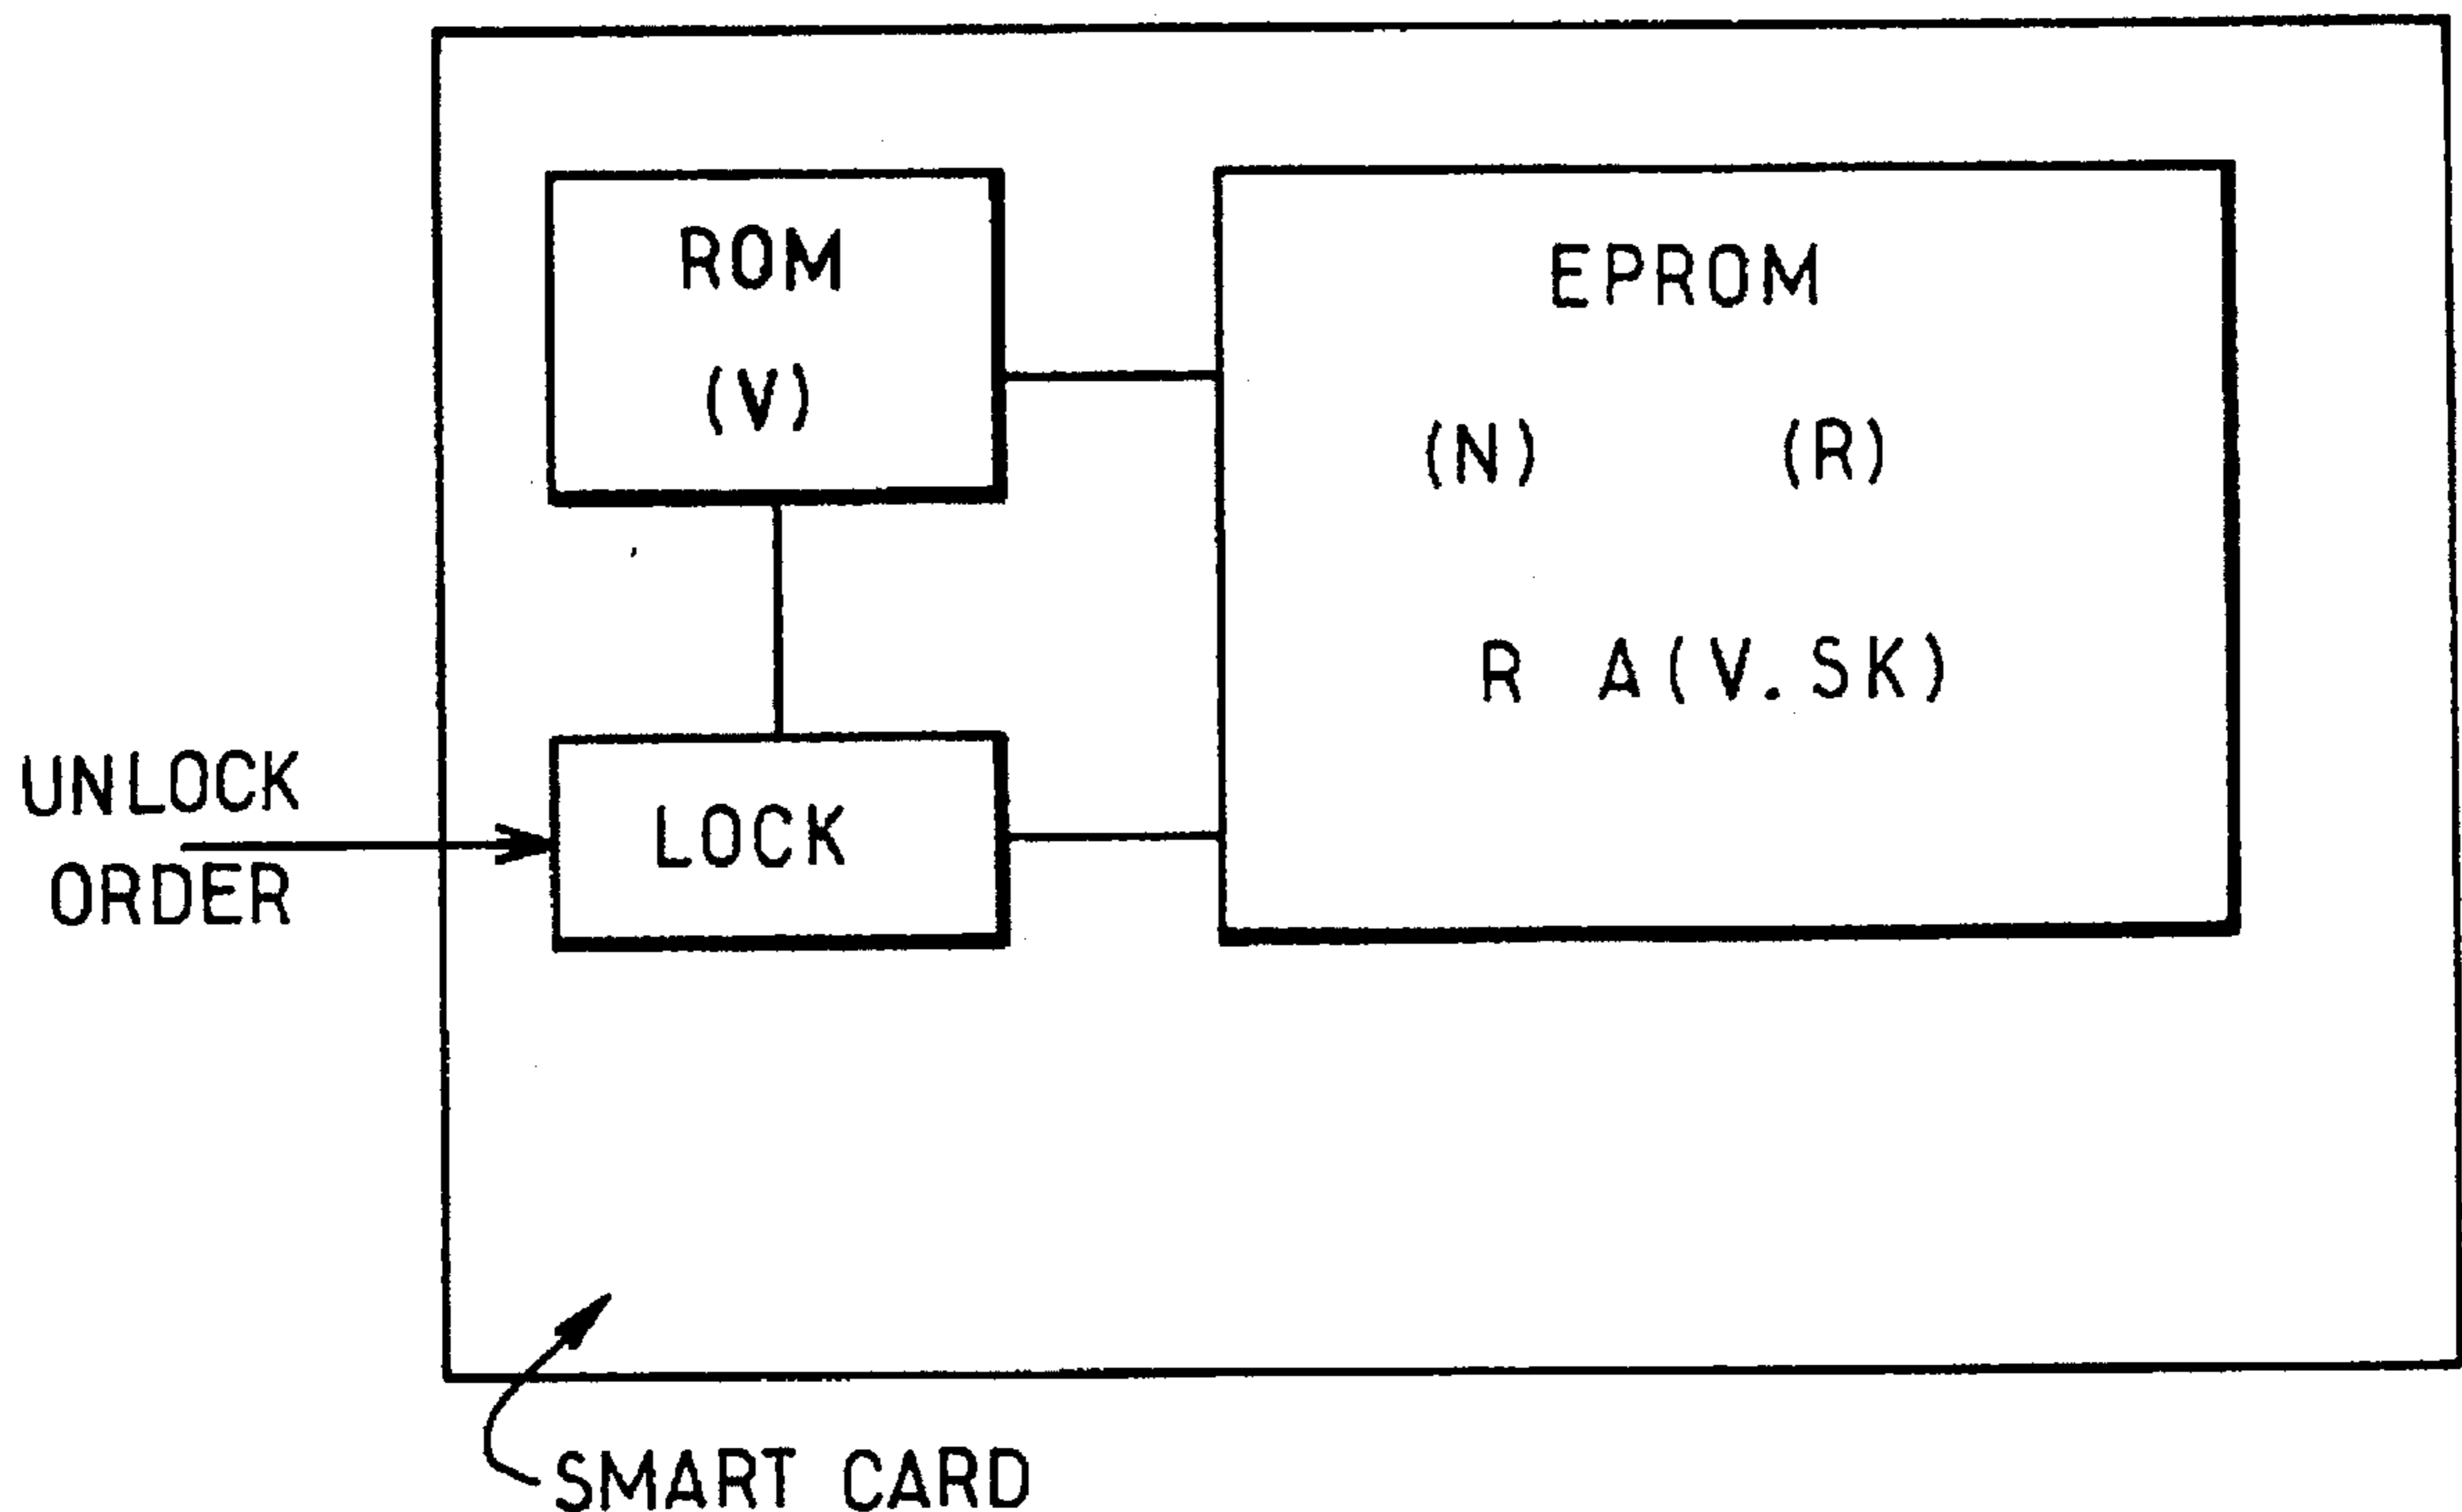 ROM
(V)
EPROM
(N) (R)
R A(V.SK)
UNLOCK
ORDER
LOCK
SMART CARD